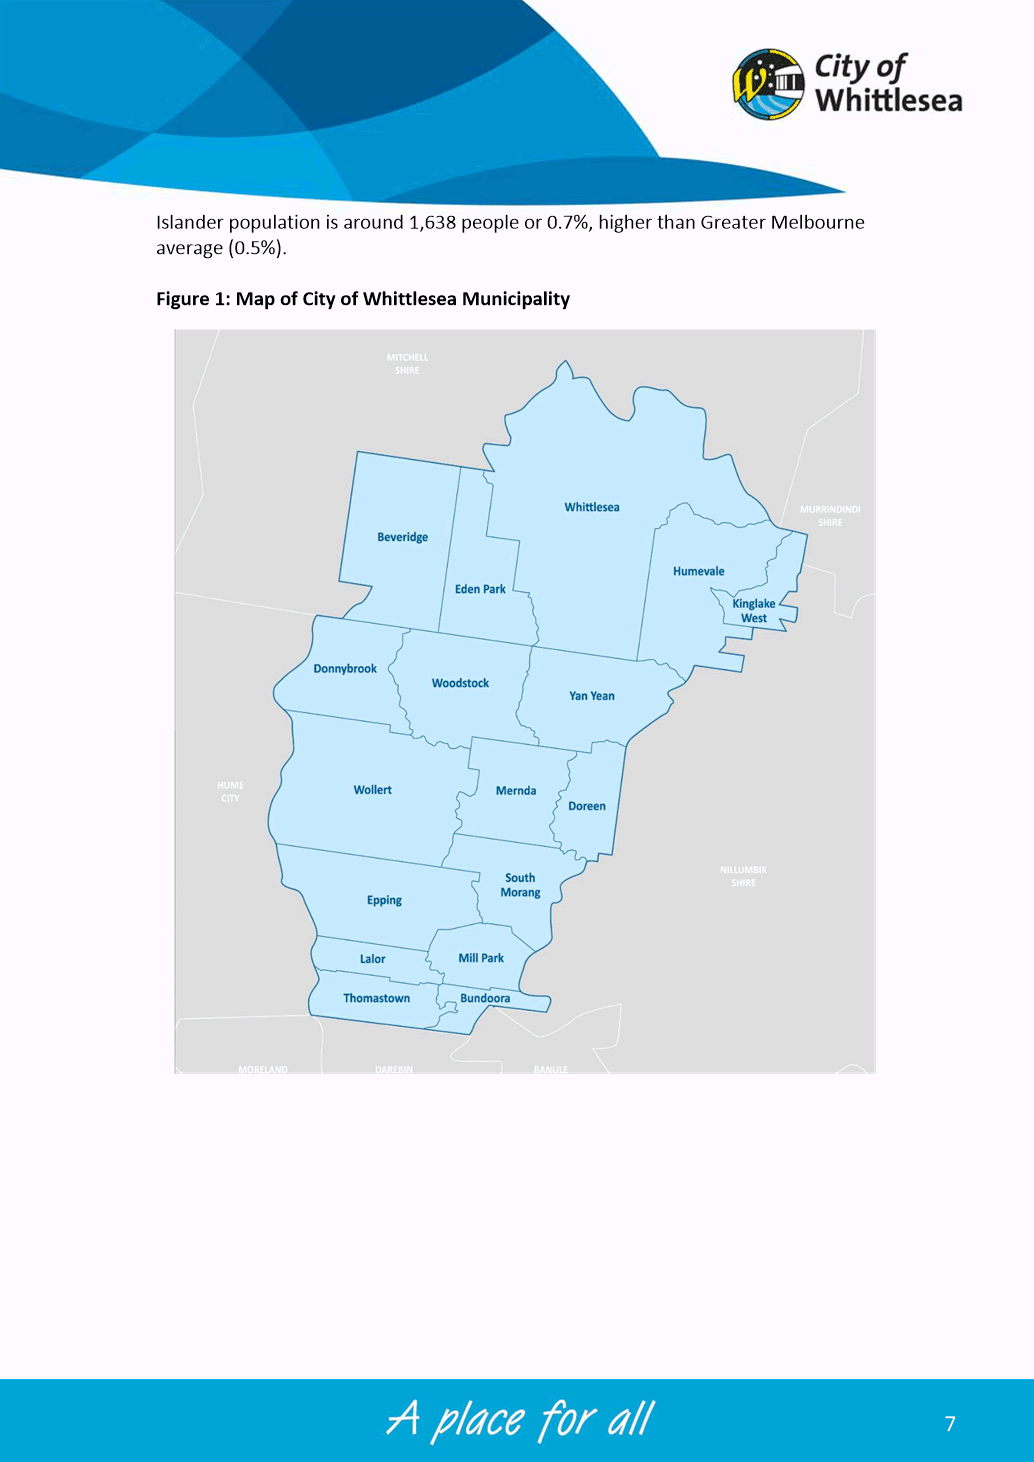 City of
Whittlesea
Islander population is around 1,638 people or 0.7%, higher than Greater Melbourne
average (0.5%).
Figure 1: Map of City of Whittlesea Municipality
MITCHELL
SHIRE
Whittlesea
MURRINDINDI
SHIRE
Beveridge
Humevale
Eden Park
Kinglake
West
Donnybrook
Woodstock
Yan Yean
HUME
CITY
Wollert
Mernda
Doreen
NILLUMBIK
SHIRE
South
Morang
Epping
Lalor
Mill Park
Thomastown
Bundoora
MORELAND
DAREBIN
BANULE
A place for all
7